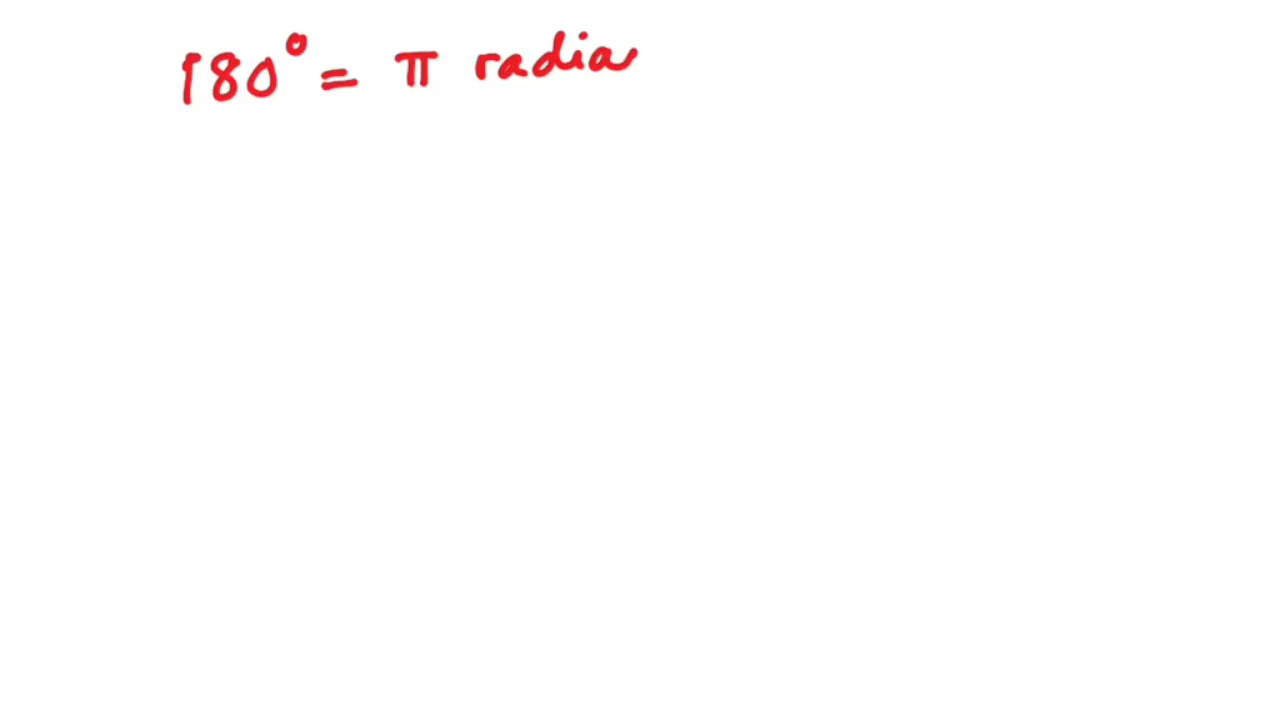 180° = π radia